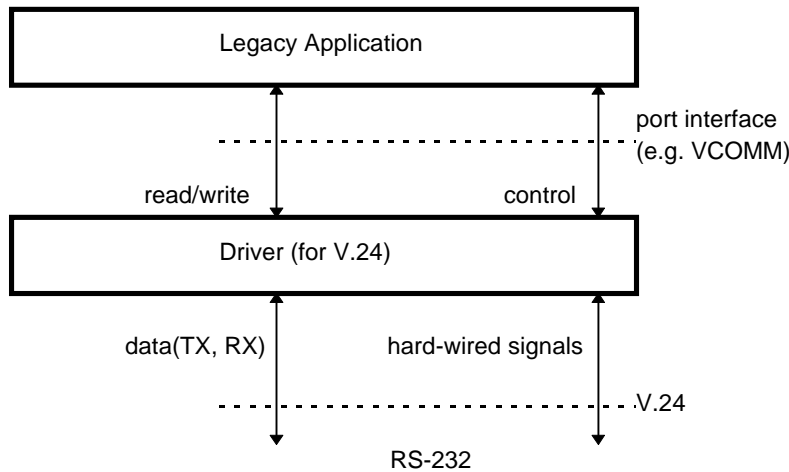 Legacy Application
port interface
(e.g. VCOMM)
read/write
control
Driver (for V.24)
data(TX, RX)
hard-wired signals
V.24
RS-232